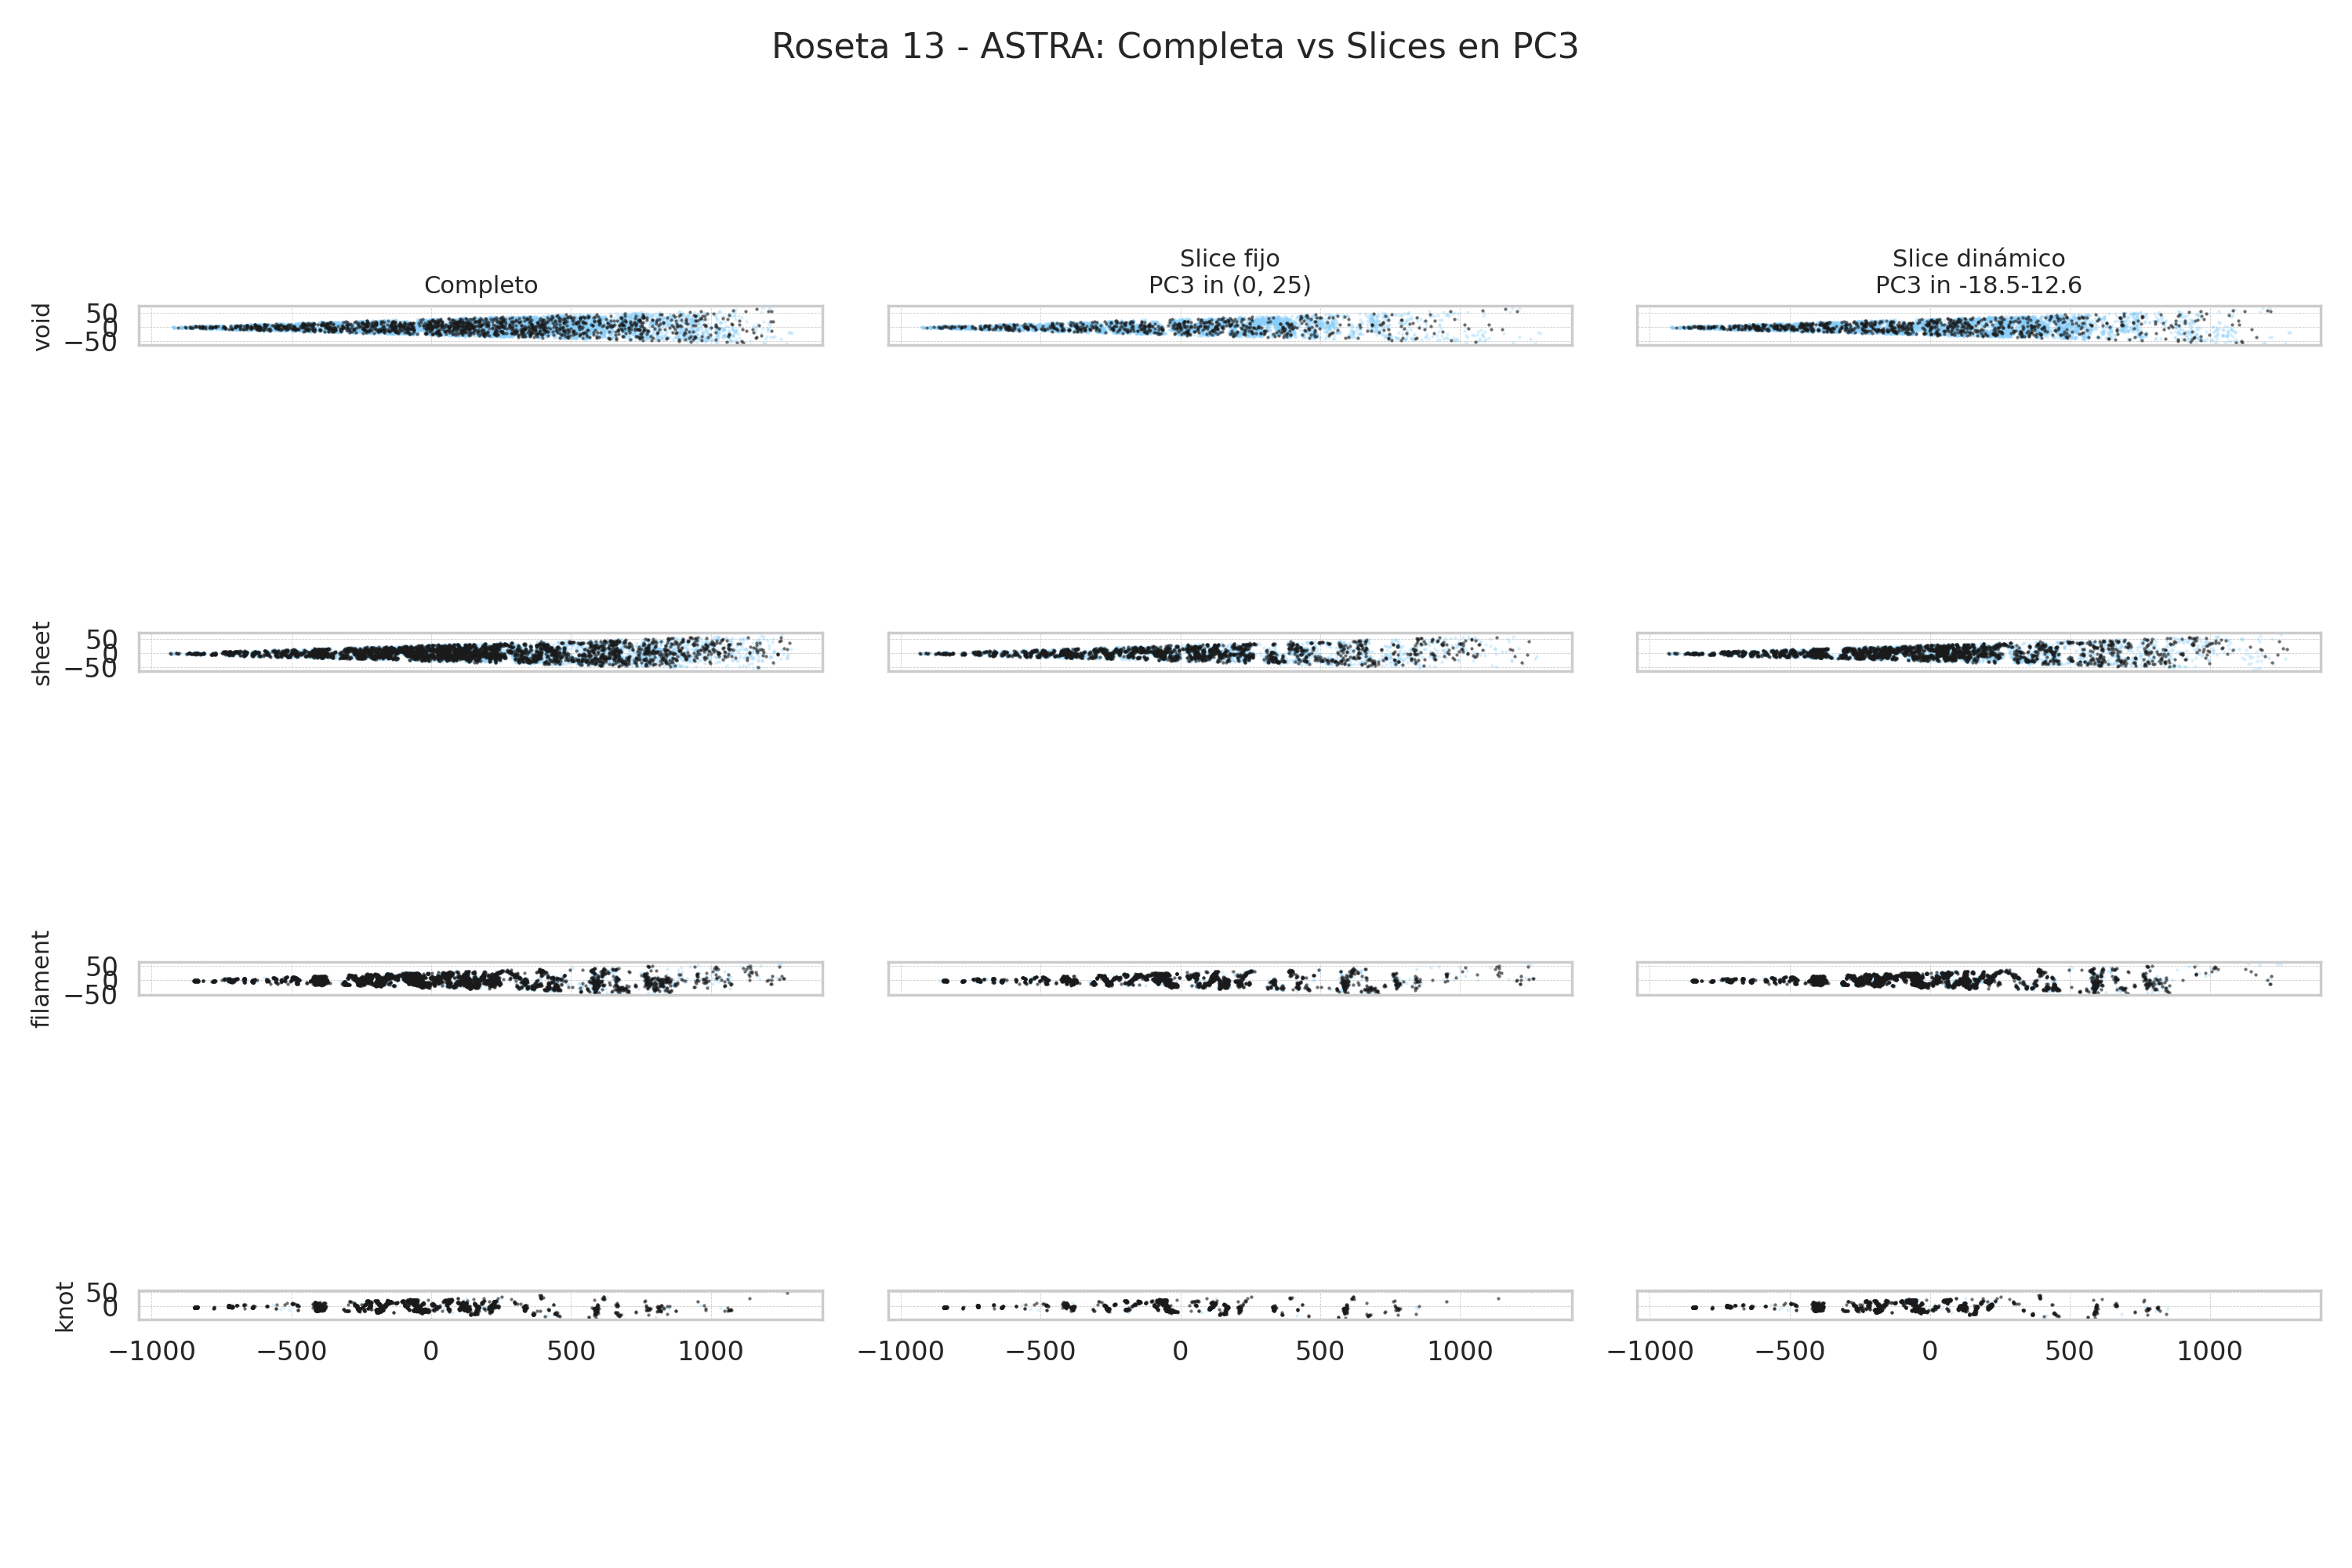 Roseta 13 - ASTRA: Completa vs Slices en PC3
Completo
Slice fijo
PC3 in (0, 25)
Slice dinámico
PC3 in -18.5-12.6
void
50
0
−50
sheet
50
0
−50
filament
50
0
−50
knot
50
0
−1000 −500 0 500 1000
−1000 −500 0 500 1000
−1000 −500 0 500 1000